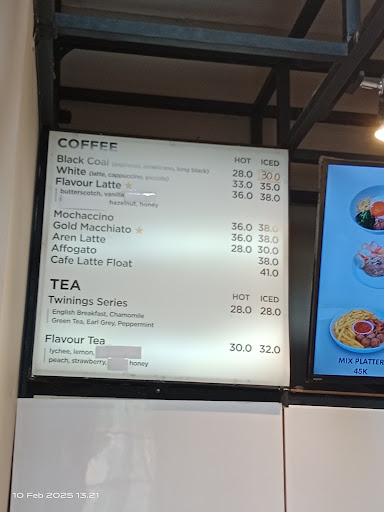 COFFEE HOT ICED
Black Coal (espresso, americano, long black) 28.0 30.0
White (latte, cappuccino, piccolo) 33.0 35.0
Flavour Latte ★ 36.0 38.0
butterscotch, vanilla
hazelnut, honey
Mochaccino 36.0 38.0
Gold Macchiato ★ 36.0 38.0
Aren Latte 28.0 30.0
Affogato 38.0
Cafe Latte Float 41.0
TEA HOT ICED
Twinings Series 28.0 28.0
English Breakfast, Chamomile
Green Tea, Earl Grey, Peppermint
Flavour Tea 30.0 32.0
lychee, lemon,
peach, strawberry, honey
MIX PLATTER
45K
10 Feb 2025 13.21